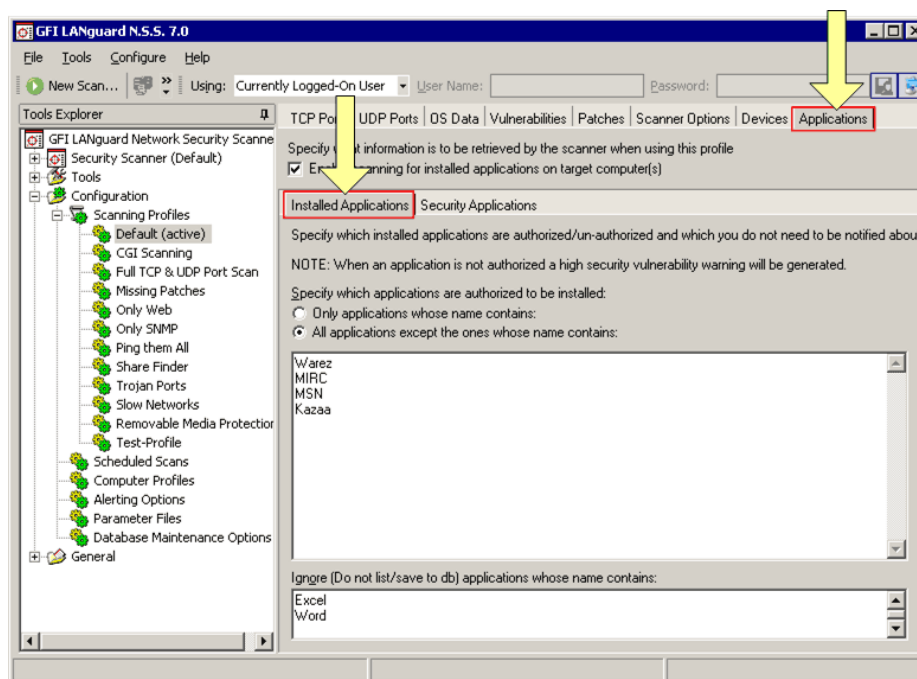 GFI LANguard N.S.S. 7.0
File Tools Configure Help
New Scan... Using: Currently Logged-On User User Name: Password:
Tools Explorer
GFI LANguard Network Security Scanne
Security Scanner (Default)
Tools
Configuration
Scanning Profiles
Default (active)
CGI Scanning
Full TCP & UDP Port Scan
Missing Patches
Only Web
Only SNMP
Ping them All
Share Finder
Trojan Ports
Slow Networks
Removable Media Protection
Test-Profile
Scheduled Scans
Computer Profiles
Alerting Options
Parameter Files
Database Maintenance Options
General
TCP Po UDP Ports OS Data Vulnerabilities Patches Scanner Options Devices Applications
Specify information is to be retrieved by the scanner when using this profile
for installed applications on target computer(s)
Installed Applications Security Applications
Specify which installed applications are authorized/un-authorized and which you do not need to be notified abou
NOTE: When an application is not authorized a high security vulnerability warning will be generated.
Specify which applications are authorized to be installed:
Only applications whose name contains:
All applications except the ones whose name contains:
Warez
MIRC
MSN
Kazaa
Ignore (Do not list/save to db) applications whose name contains:
Excel
Word